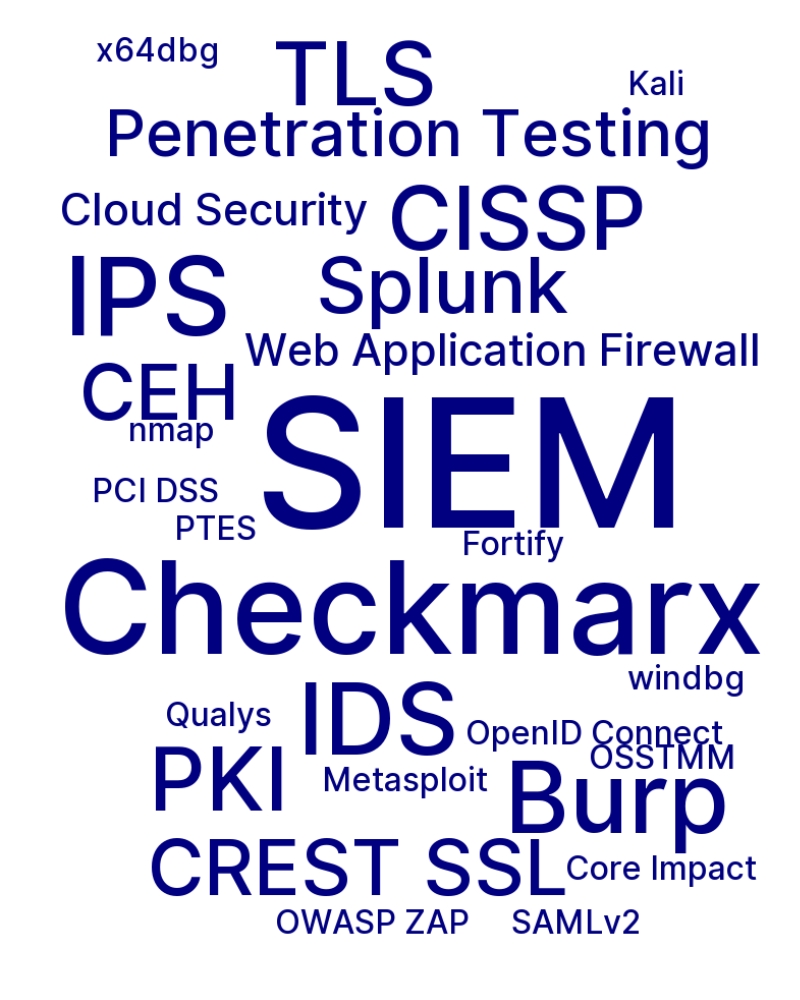 x64dbg
TLS
Kali
Penetration Testing
Cloud Security
CISSP
IPS
Splunk
Web Application Firewall
CEH
nmap
SIEM
PCI DSS
PTES
Fortify
Checkmarx
windbg
Qualys
IDS
OpenID Connect
OSSTMM
PKI
Metasploit
Burp
CREST
SSL
Core Impact
OWASP ZAP
SAMLv2